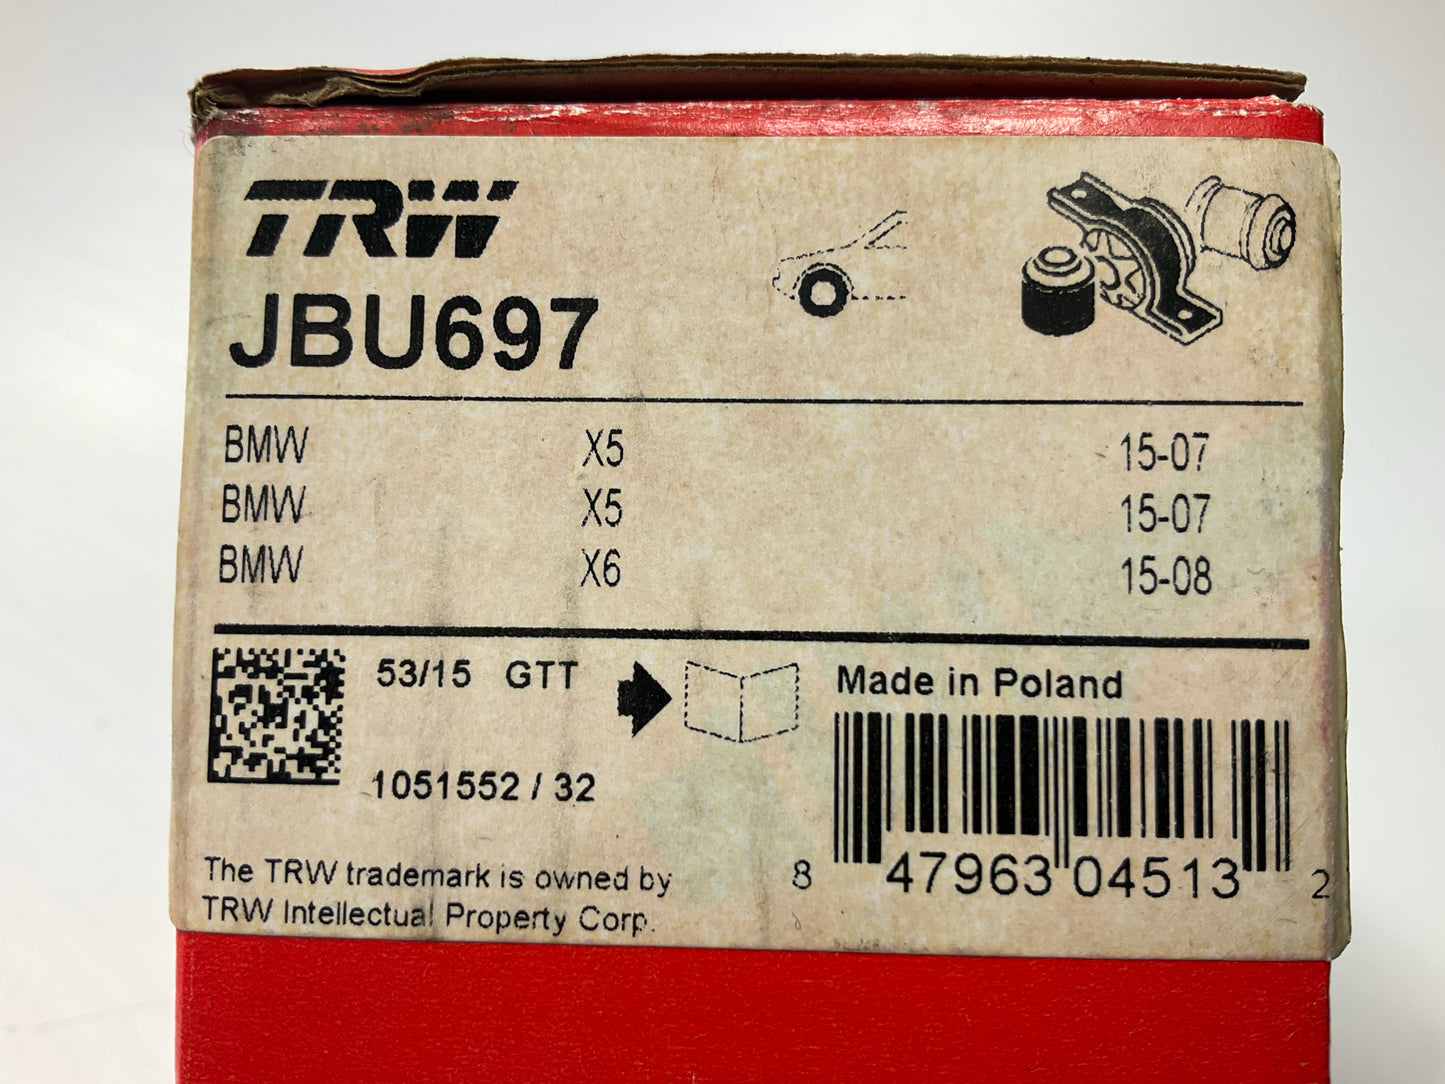 TRW
JBU697
BMW X5 15-07
BMW X5 15-07
BMW X6 15-08
53/15 GTT
Made in Poland
1051552 / 32
8 47963 04513 2
The TRW trademark is owned by
TRW Intellectual Property Corp.